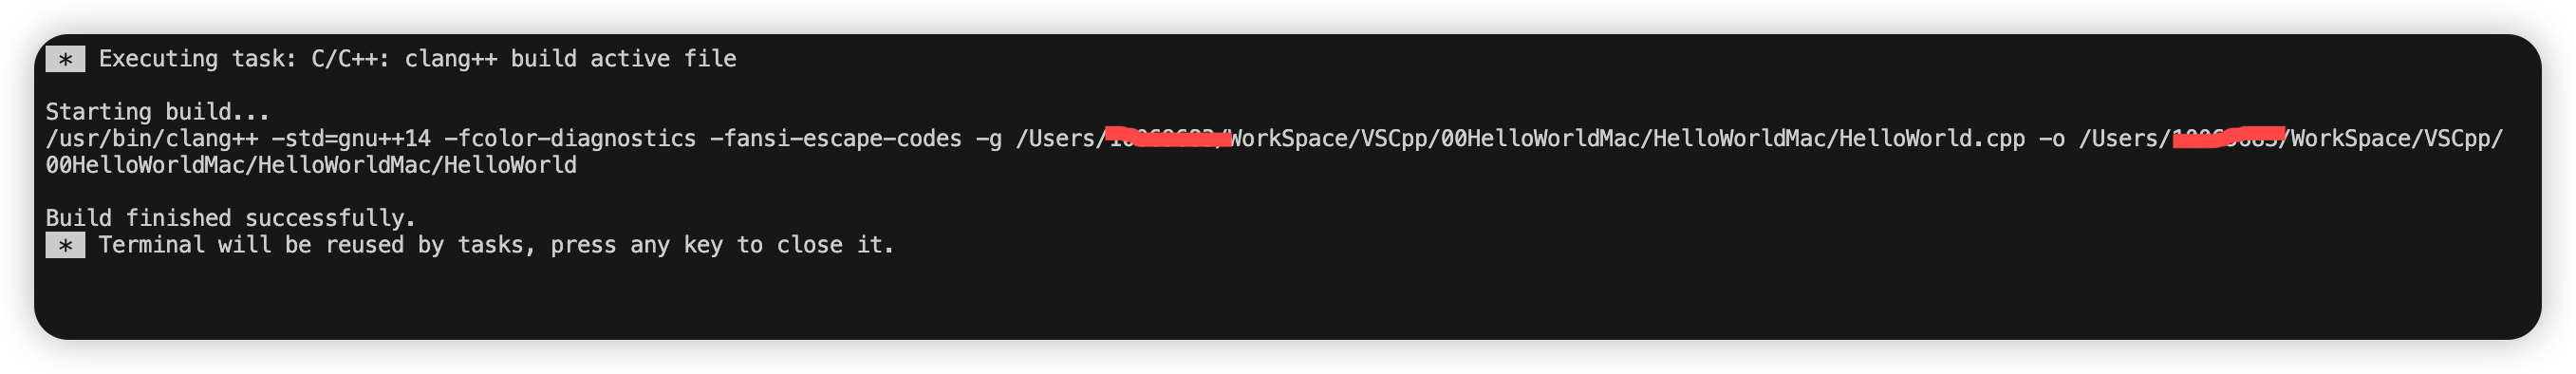 * Executing task: C/C++: clang++ build active file
Starting build...
/usr/bin/clang++ -std=gnu++14 -fcolor-diagnostics -fansi-escape-codes -g /Users/ /WorkSpace/VSCpp/00HelloWorldMac/HelloWorldMac/HelloWorld.cpp -o /Users/ /WorkSpace/VSCpp/
00HelloWorldMac/HelloWorldMac/HelloWorld
Build finished successfully.
* Terminal will be reused by tasks, press any key to close it.